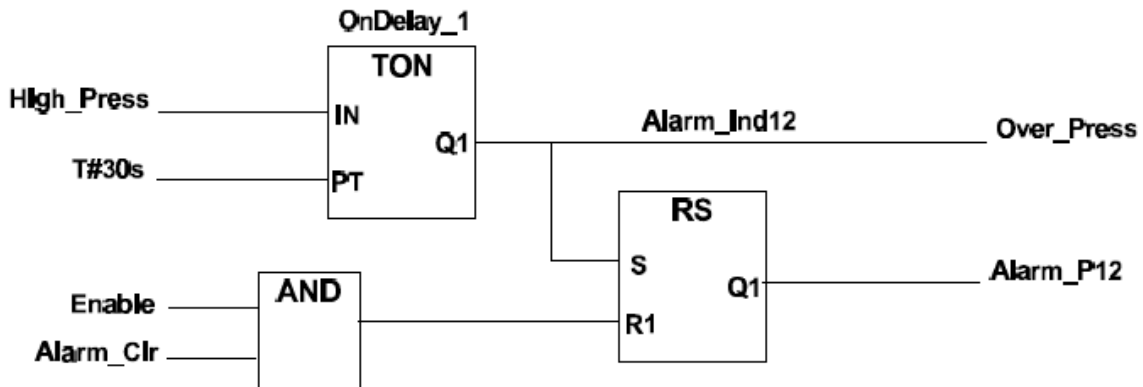 OnDelay_1
TON
High_Press
IN
Q1
Alarm_Ind12
Over_Press
T#30s
PT
RS
S
Q1
Alarm_P12
AND
Enable
R1
Alarm_Clr